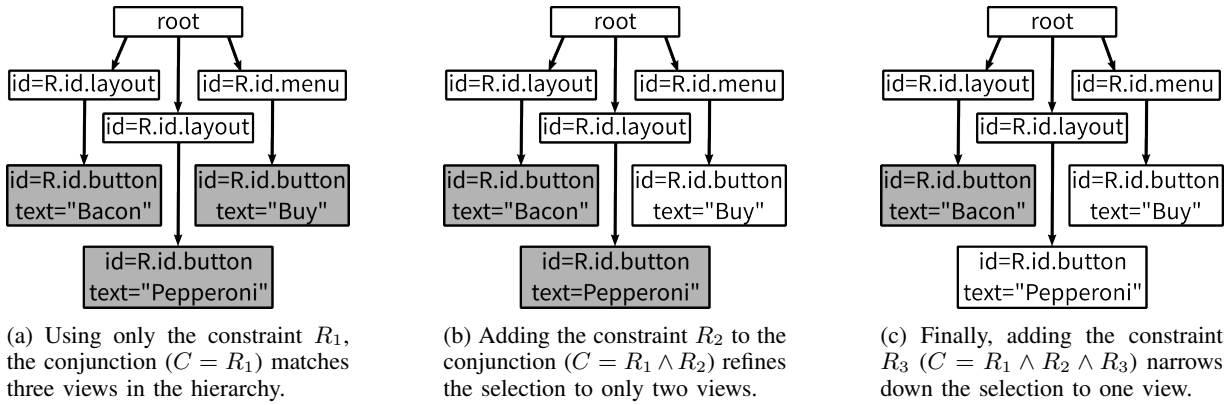 root
id=R.id.layout
id=R.id.menu
id=R.id.layout
id=R.id.button
text="Bacon"
id=R.id.button
text="Buy"
id=R.id.button
text="Pepperoni"
(a) Using only the constraint R1,
the conjunction (C = R1) matches
three views in the hierarchy.
root
id=R.id.layout
id=R.id.menu
id=R.id.layout
id=R.id.button
text="Bacon"
id=R.id.button
text="Buy"
id=R.id.button
text=Pepperoni"
(b) Adding the constraint R2 to the
conjunction (C = R1 ∧ R2) refines
the selection to only two views.
root
id=R.id.layout
id=R.id.menu
id=R.id.layout
id=R.id.button
text="Bacon"
id=R.id.button
text="Buy"
id=R.id.button
text="Pepperoni"
(c) Finally, adding the constraint
R3 (C = R1 ∧ R2 ∧ R3) narrows
down the selection to one view.